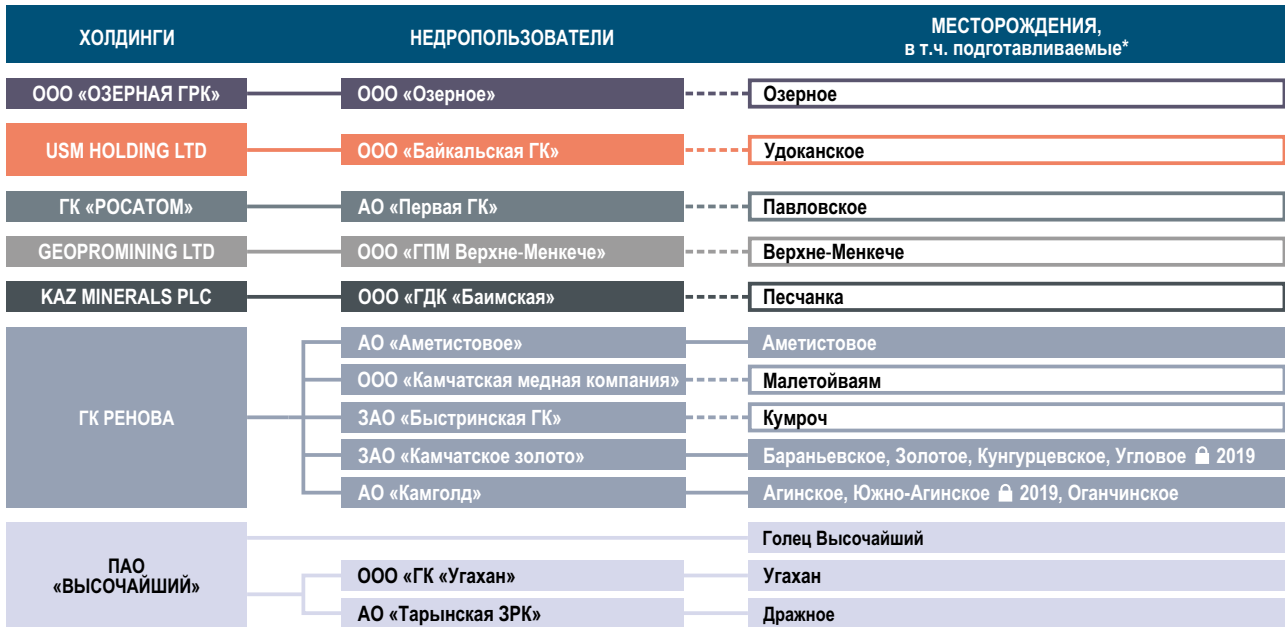 ХОЛДИНГИ
НЕДРОПОЛЬЗОВАТЕЛИ
МЕСТОРОЖДЕНИЯ,
в т.ч. подготавливаемые*
ООО «ОЗЕРНАЯ ГРК»
ООО «Озерное»
Озерное
USM HOLDING LTD
ООО «Байкальская ГК»
Удоканское
ГК «РОСАТОМ»
АО «Первая ГК»
Павловское
GEOPROMINING LTD
ООО «ГПМ Верхне-Менкече»
Верхне-Менкече
KAZ MINERALS PLC
ООО «ГДК «Баимская»
Песчанка
ГК РЕНОВА
АО «Аметистовое»
Аметистовое
ООО «Камчатская медная компания»
Малетойваям
ЗАО «Быстринская ГК»
Кумроч
ЗАО «Камчатское золото»
Бараньевское, Золотое, Кунгурцевское, Угловое 2019
АО «Камголд»
Агинское, Южно-Агинское 2019, Оганчинское
ПАО
«ВЫСОЧАЙШИЙ»
Голец Высочайший
ООО «ГК «Угахан»
Угахан
АО «Тарынская ЗРК»
Дражное